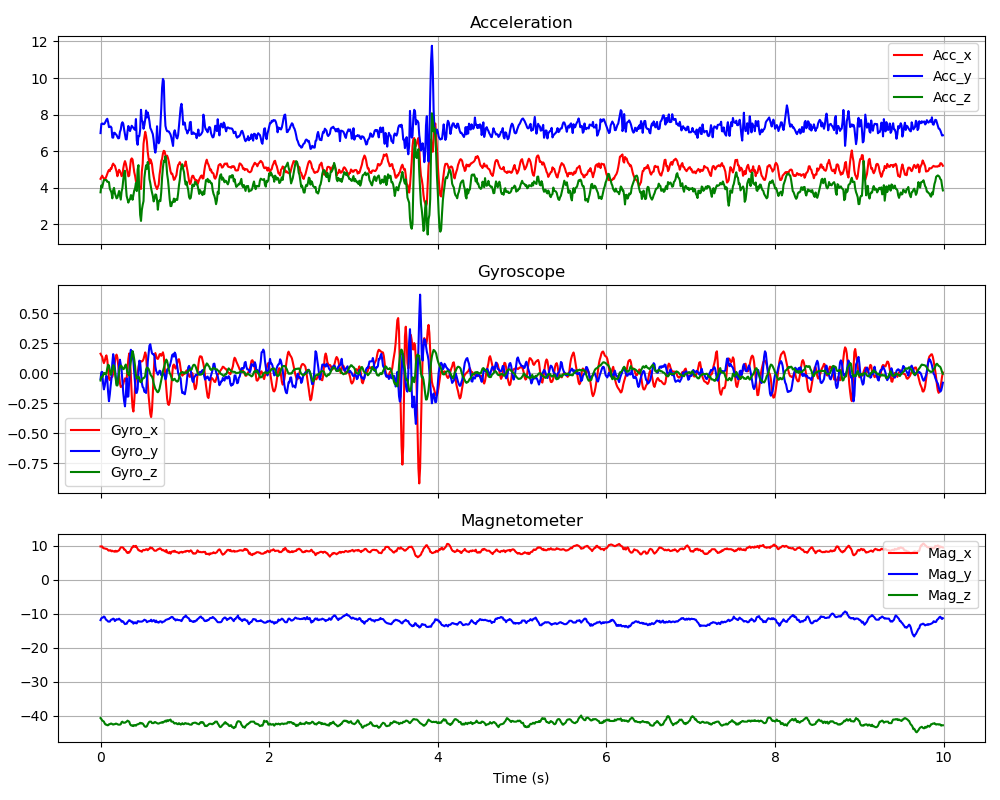 Acceleration
12
10
8
6
4
2
Acc_x
Acc_y
Acc_z
Gyroscope
0.50
0.25
0.00
−0.25
−0.50
−0.75
Gyro_x
Gyro_y
Gyro_z
Magnetometer
10
0
−10
−20
−30
−40
Mag_x
Mag_y
Mag_z
0 2 4 6 8 10
Time (s)